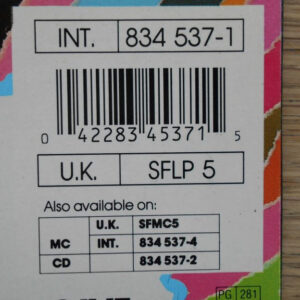 INT. 834 537-1
0 42283 45371 5
U.K. SFLP 5
Also available on:
U.K. SFMC5
MC INT. 834 537-4
CD 834 537-2
PG 281